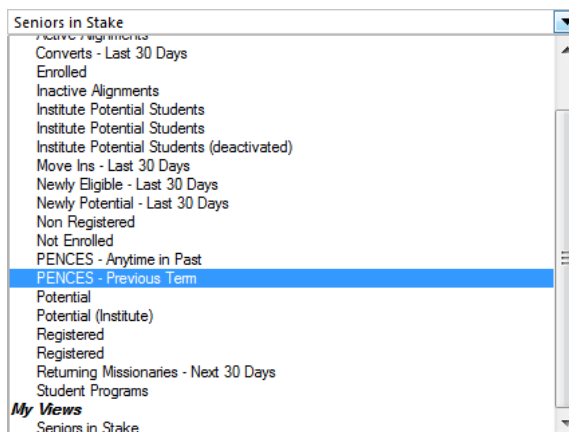 Seniors in Stake
Active Alignments
Converts - Last 30 Days
Enrolled
Inactive Alignments
Institute Potential Students
Institute Potential Students
Institute Potential Students (deactivated)
Move Ins - Last 30 Days
Newly Eligible - Last 30 Days
Newly Potential - Last 30 Days
Non Registered
Not Enrolled
PENCES - Anytime in Past
PENCES - Previous Term
Potential
Potential (Institute)
Registered
Registered
Returning Missionaries - Next 30 Days
Student Programs
My Views
Seniors in Stake